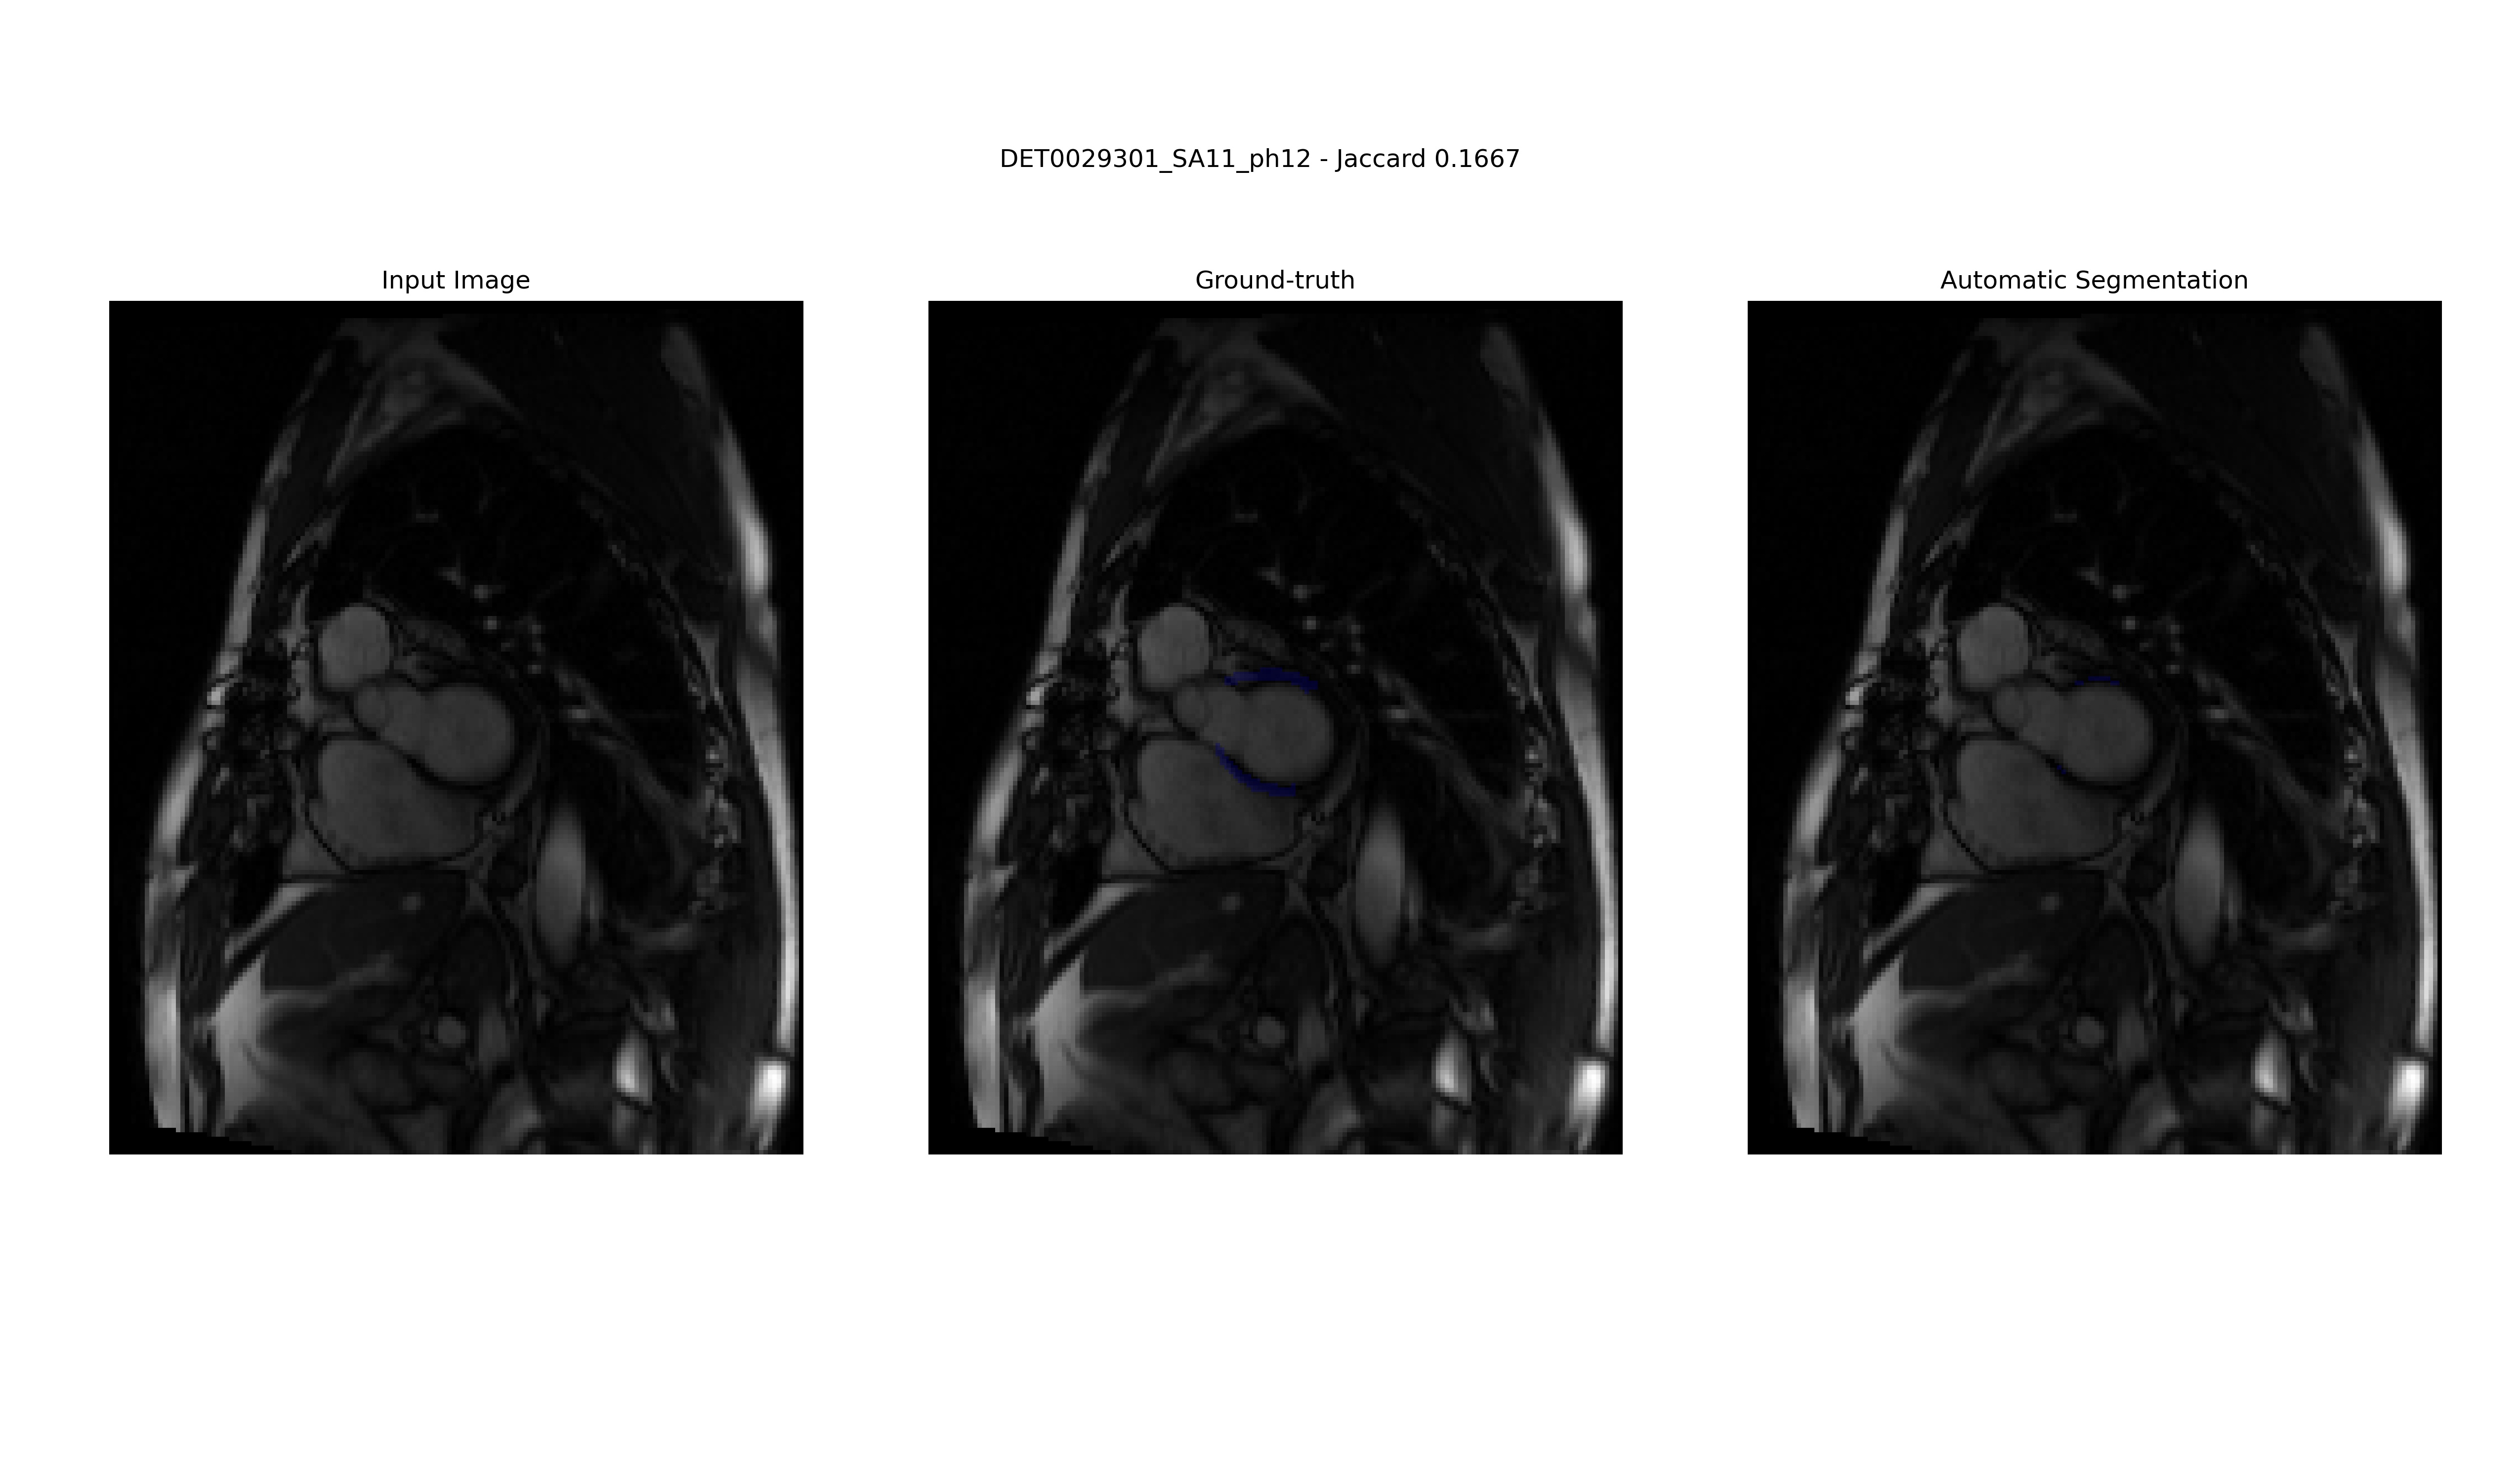 DET0029301_SA11_ph12 - Jaccard 0.1667
Input Image
Ground-truth
Automatic Segmentation